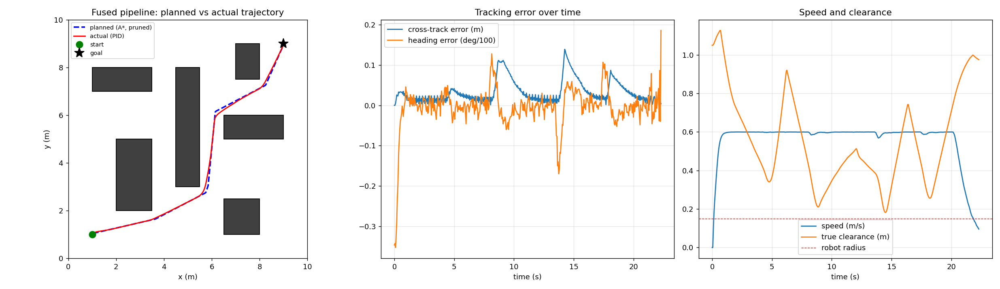 Fused pipeline: planned vs actual trajectory
planned (A*, pruned)
actual (PID)
start
goal
10
8
6
4
2
0
y (m)
0 2 4 6 8 10
x (m)
Tracking error over time
cross-track error (m)
heading error (deg/100)
0.2
0.1
0.0
−0.1
−0.2
−0.3
0 5 10 15 20
time (s)
Speed and clearance
1.0
0.8
0.6
0.4
0.2
0.0
speed (m/s)
true clearance (m)
robot radius
0 5 10 15 20
time (s)